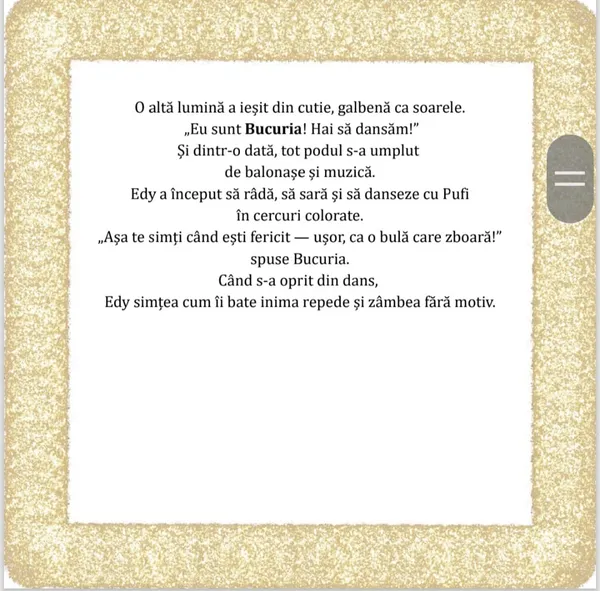 O altă lumină a ieșit din cutie, galbenă ca soarele.
„Eu sunt Bucuria! Hai să dansăm!”
Și dintr-o dată, tot podul s-a umplut
de balonașe și muzică.
Edy a început să râdă, să sară și să danseze cu Pufi
în cercuri colorate.
„Așa te simți când ești fericit — ușor, ca o bulă care zboară!”
spuse Bucuria.
Când s-a oprit din dans,
Edy simțea cum îi bate inima repede și zâmbea fără motiv.